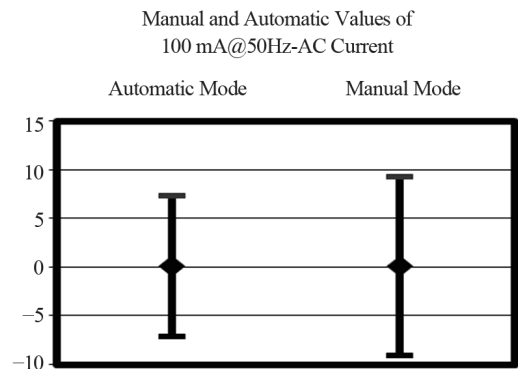 Manual and Automatic Values of
100 mA@50Hz-AC Current
Automatic Mode Manual Mode
15
10
5
0
−5
−10